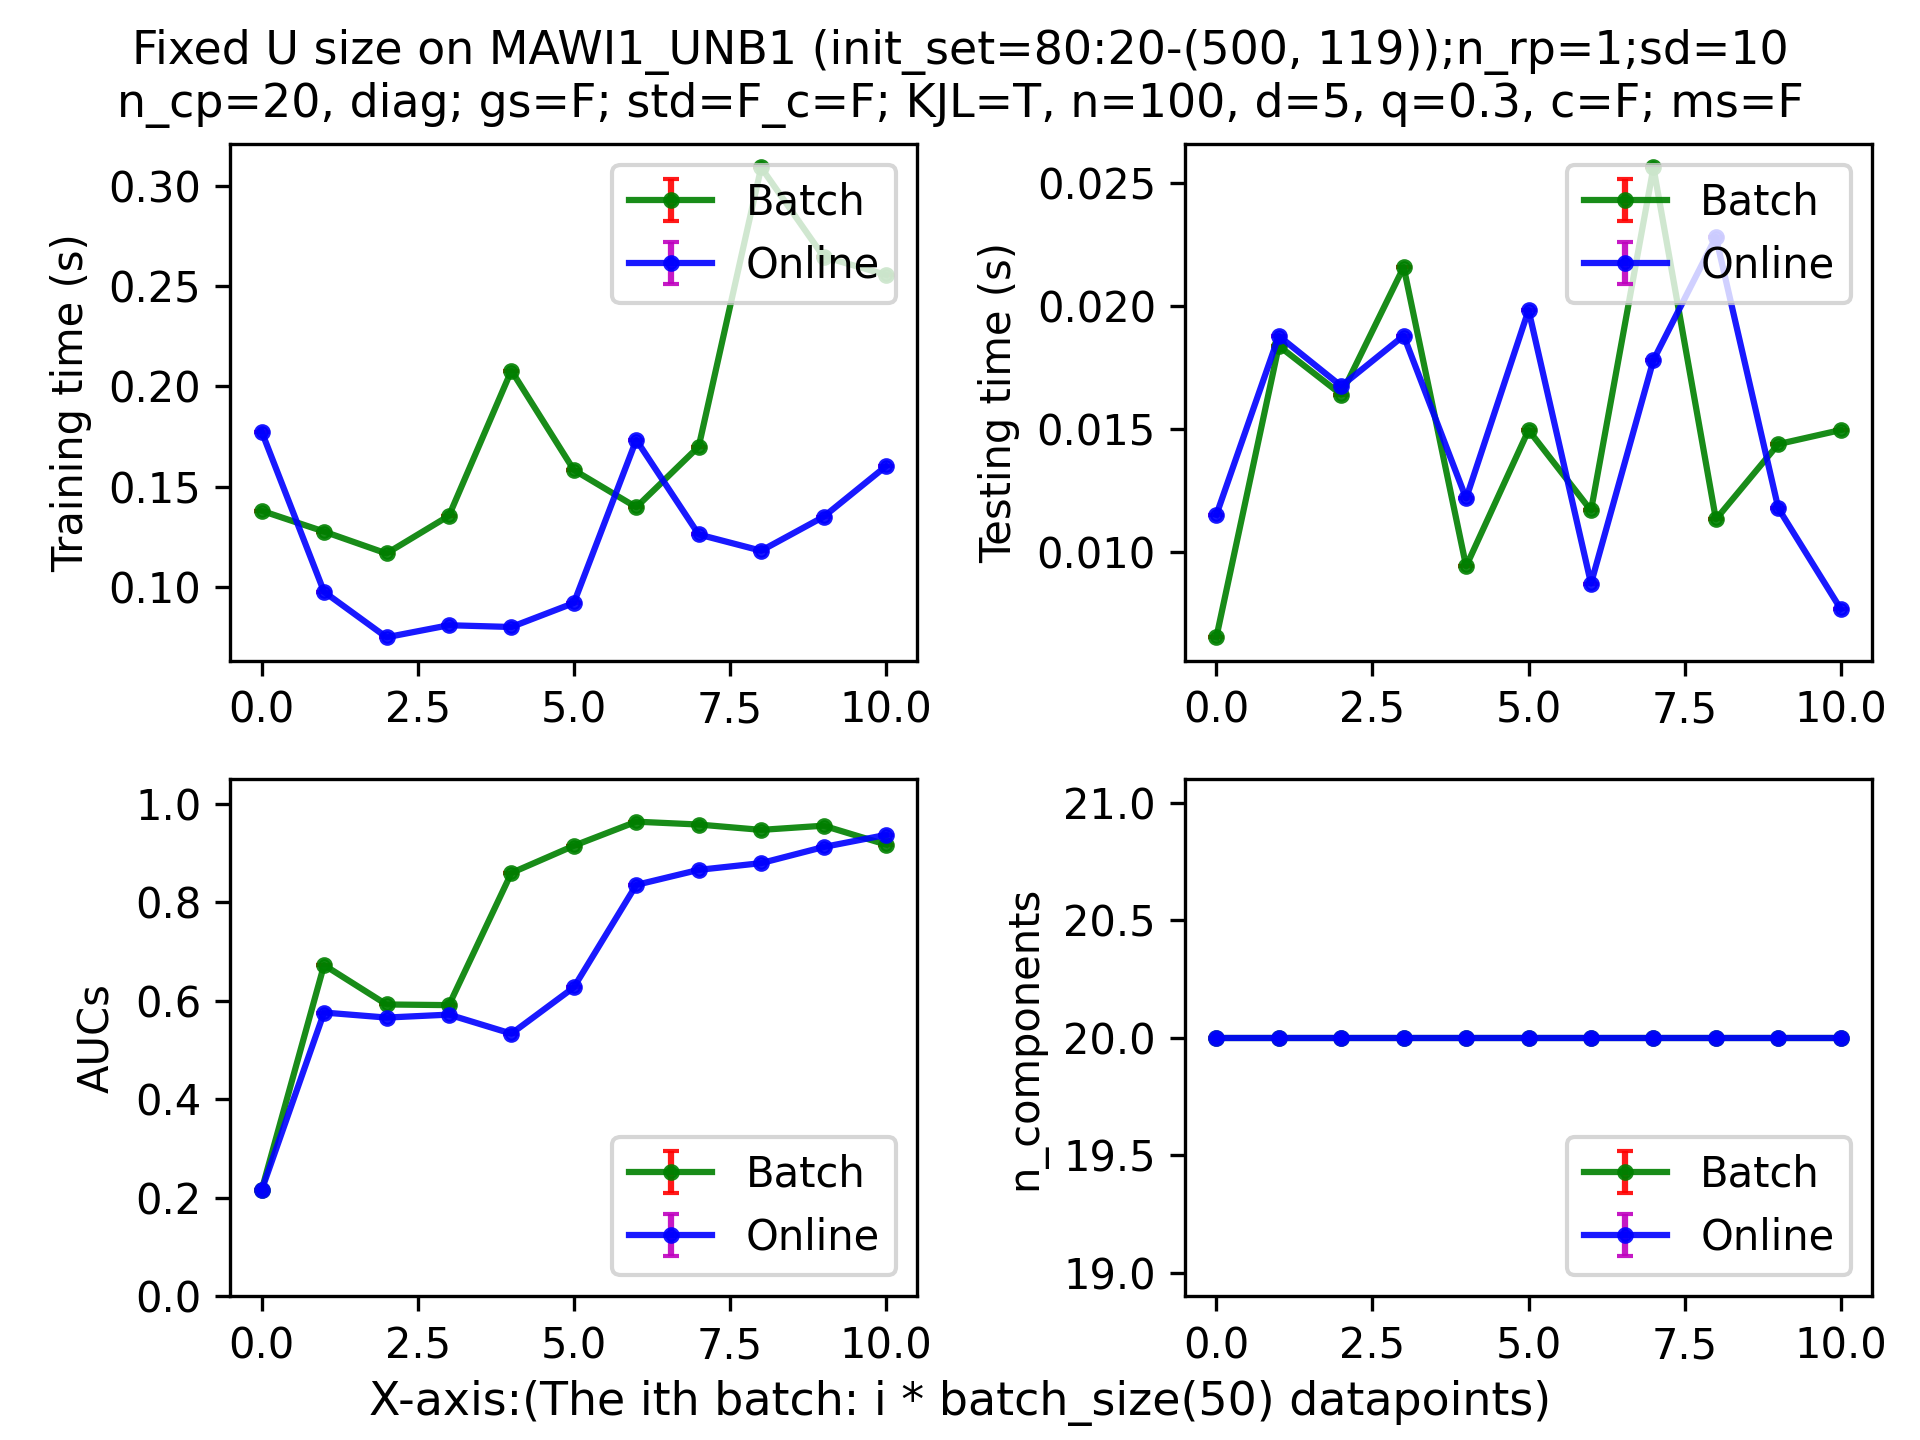 Fixed U size on MAWI1_UNB1 (init_set=80:20-(500, 119));n_rp=1;sd=10
n_cp=20, diag; gs=F; std=F_c=F; KJL=T, n=100, d=5, q=0.3, c=F; ms=F
Training time (s)
0.30
0.25
0.20
0.15
0.10
0.0 2.5 5.0 7.5 10.0
Batch
Online
Testing time (s)
0.025
0.020
0.015
0.010
0.0 2.5 5.0 7.5 10.0
Batch
Online
AUCs
1.0
0.8
0.6
0.4
0.2
0.0
0.0 2.5 5.0 7.5 10.0
Batch
Online
n_components
21.0
20.5
20.0
19.5
19.0
0.0 2.5 5.0 7.5 10.0
Batch
Online
X-axis:(The ith batch: i * batch_size(50) datapoints)